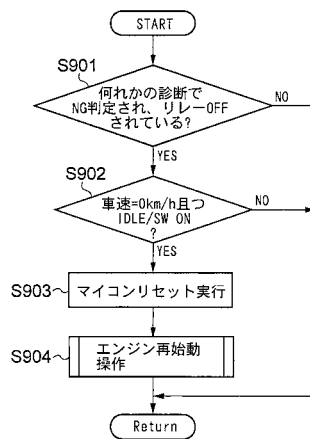 START
S901
何れかの診断で
NG判定され、リレーOFF
されている?
NO
YES
S902
車速=0km/h且つ
IDLE/SW ON
?
NO
YES
S903
マイコンリセット実行
S904
エンジン再始動
操作
Return